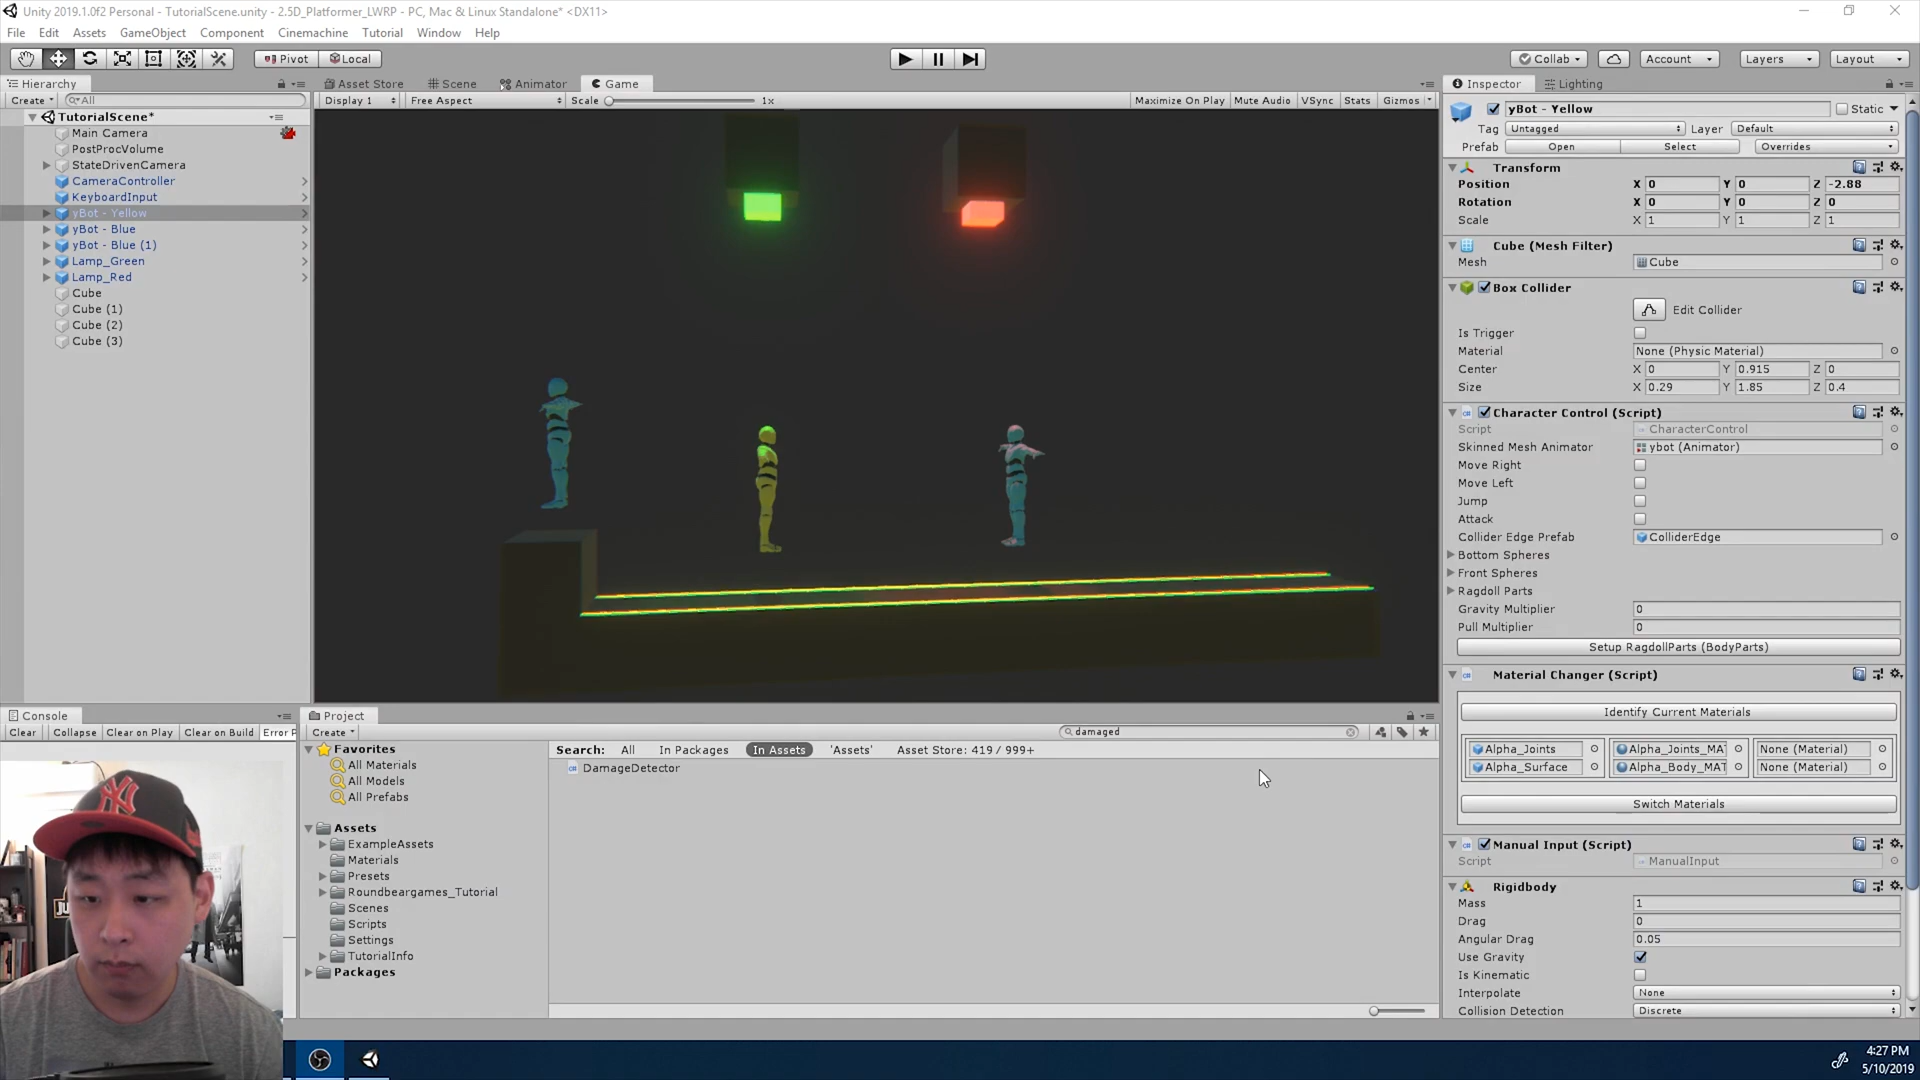 Unity 2019.1.0f2 Personal - TutorialScene.unity - 2.5D_Platformer_LWRP - PC, Mac & Linux Standalone* <DX11>
File Edit Assets GameObject Component Cinemachine Tutorial Window Help
Pivot Local Collab Account Layers Layout
Hierarchy
Create All
TutorialScene*
Main Camera
PostProcVolume
StateDrivenCamera
CameraController
KeyboardInput
yBot - Yellow
yBot - Blue
yBot - Blue (1)
Lamp_Green
Lamp_Red
Cube
Cube (1)
Cube (2)
Cube (3)
Asset Store Scene Animator Game
Display 1 Free Aspect Scale 1x Maximize On Play Mute Audio VSync Stats Gizmos
Inspector Lighting
yBot - Yellow Static
Tag Untagged Layer Default
Prefab Open Select Overrides
Transform
Position X 0 Y 0 Z -2.88
Rotation X 0 Y 0 Z 0
Scale X 1 Y 1 Z 1
Cube (Mesh Filter)
Mesh Cube
Box Collider
Edit Collider
Is Trigger
Material None (Physic Material)
Center X 0 Y 0.915 Z 0
Size X 0.29 Y 1.85 Z 0.4
Character Control (Script)
Script CharacterControl
Skinned Mesh Animator ybot (Animator)
Move Right
Move Left
Jump
Attack
Collider Edge Prefab ColliderEdge
Bottom Spheres
Front Spheres
Ragdoll Parts
Gravity Multiplier 0
Pull Multiplier 0
Setup RagdollParts (BodyParts)
Material Changer (Script)
Identify Current Materials
Alpha_Joints Alpha_Joints_MA None (Material)
Alpha_Surface Alpha_Body_MAT None (Material)
Switch Materials
Manual Input (Script)
Script ManualInput
Rigidbody
Mass 1
Drag 0
Angular Drag 0.05
Use Gravity
Is Kinematic
Interpolate None
Collision Detection Discrete
Console
Clear Collapse Clear on Play Clear on Build Error P
Project
Create damaged
Favorites
All Materials
All Models
All Prefabs
Assets
ExampleAssets
Materials
Presets
Roundbeargames_Tutorial
Scenes
Scripts
Settings
TutorialInfo
Packages
Search: All In Packages In Assets 'Assets' Asset Store: 419 / 999+
DamageDetector
4:27 PM
5/10/2019